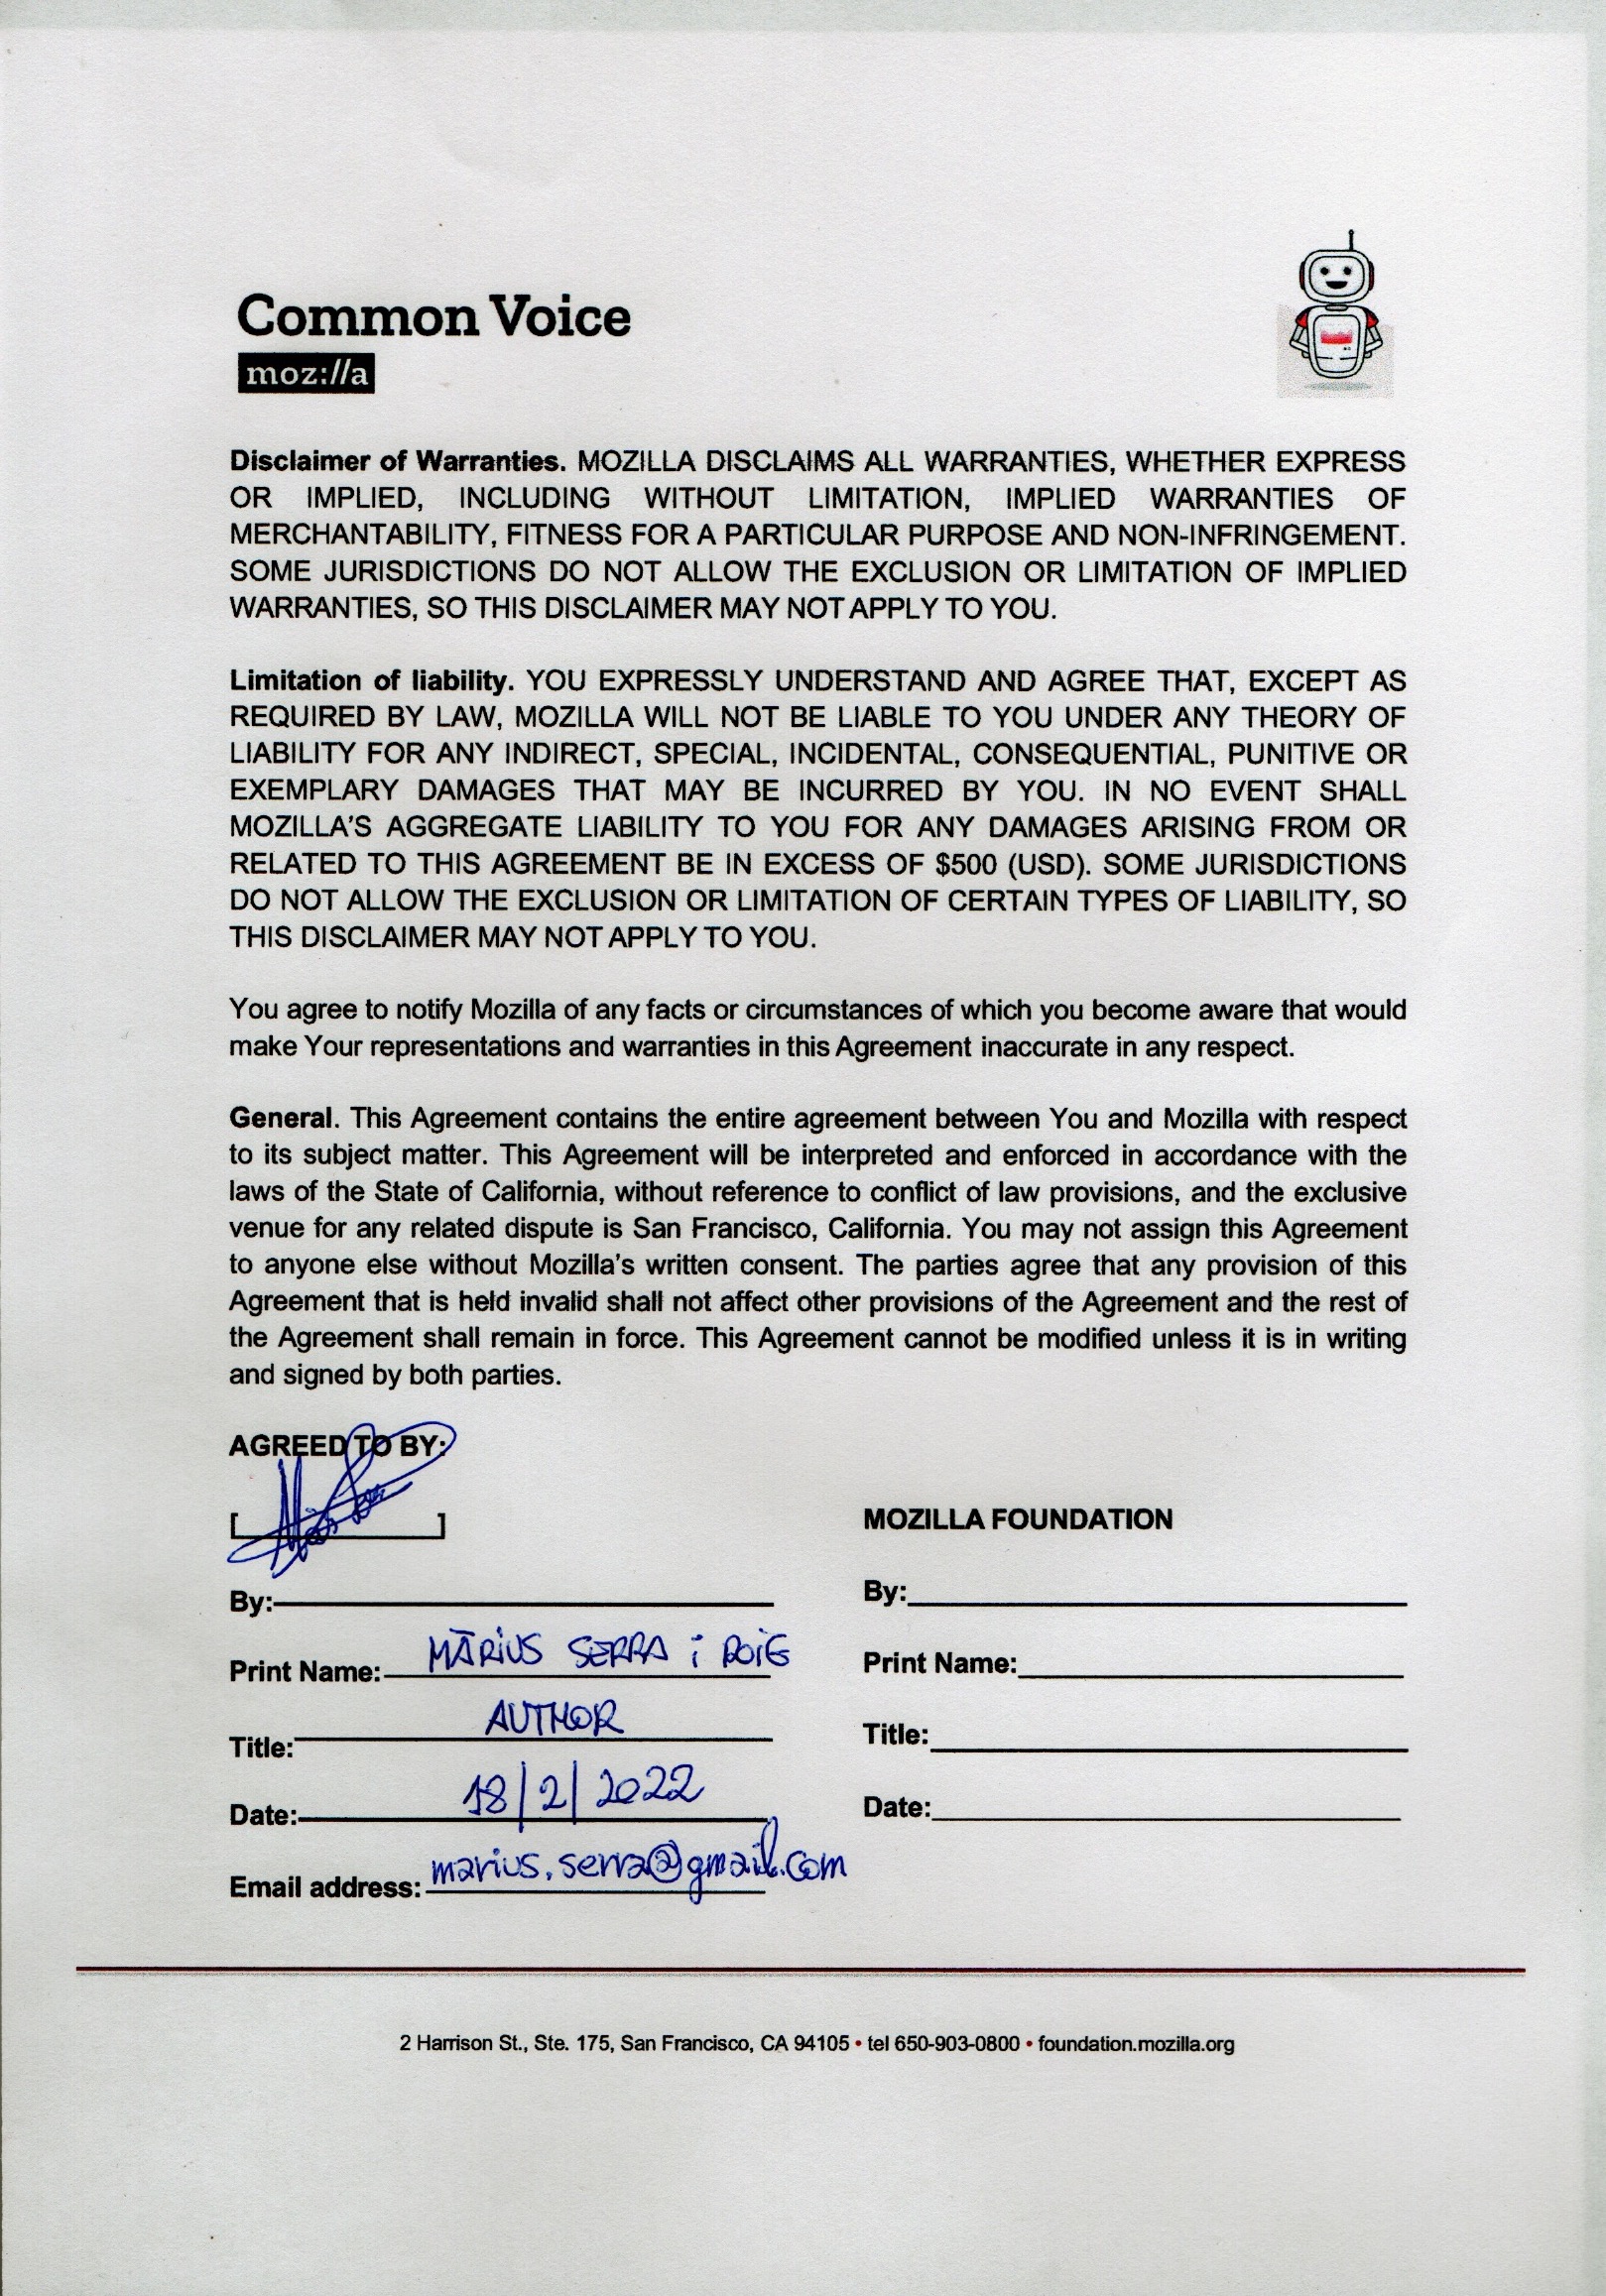 Common Voice
moz://a
Disclaimer of Warranties. MOZILLA DISCLAIMS ALL WARRANTIES, WHETHER EXPRESS
OR IMPLIED, INCLUDING WITHOUT LIMITATION, IMPLIED WARRANTIES OF
MERCHANTABILITY, FITNESS FOR A PARTICULAR PURPOSE AND NON-INFRINGEMENT.
SOME JURISDICTIONS DO NOT ALLOW THE EXCLUSION OR LIMITATION OF IMPLIED
WARRANTIES, SO THIS DISCLAIMER MAY NOT APPLY TO YOU.
Limitation of liability. YOU EXPRESSLY UNDERSTAND AND AGREE THAT, EXCEPT AS
REQUIRED BY LAW, MOZILLA WILL NOT BE LIABLE TO YOU UNDER ANY THEORY OF
LIABILITY FOR ANY INDIRECT, SPECIAL, INCIDENTAL, CONSEQUENTIAL, PUNITIVE OR
EXEMPLARY DAMAGES THAT MAY BE INCURRED BY YOU. IN NO EVENT SHALL
MOZILLA'S AGGREGATE LIABILITY TO YOU FOR ANY DAMAGES ARISING FROM OR
RELATED TO THIS AGREEMENT BE IN EXCESS OF $500 (USD). SOME JURISDICTIONS
DO NOT ALLOW THE EXCLUSION OR LIMITATION OF CERTAIN TYPES OF LIABILITY, SO
THIS DISCLAIMER MAY NOT APPLY TO YOU.
You agree to notify Mozilla of any facts or circumstances of which you become aware that would
make Your representations and warranties in this Agreement inaccurate in any respect.
General. This Agreement contains the entire agreement between You and Mozilla with respect
to its subject matter. This Agreement will be interpreted and enforced in accordance with the
laws of the State of California, without reference to conflict of law provisions, and the exclusive
venue for any related dispute is San Francisco, California. You may not assign this Agreement
to anyone else without Mozilla's written consent. The parties agree that any provision of this
Agreement that is held invalid shall not affect other provisions of the Agreement and the rest of
the Agreement shall remain in force. This Agreement cannot be modified unless it is in writing
and signed by both parties.
AGREED TO BY:
[ ]
By:
Print Name: MÀRIUS SERRA i ROIG
Title: AUTHOR
Date: 18/2/2022
Email address: marius.serra@gmail.com
MOZILLA FOUNDATION
By:
Print Name:
Title:
Date:
2 Harrison St., Ste. 175, San Francisco, CA 94105 • tel 650-903-0800 • foundation.mozilla.org